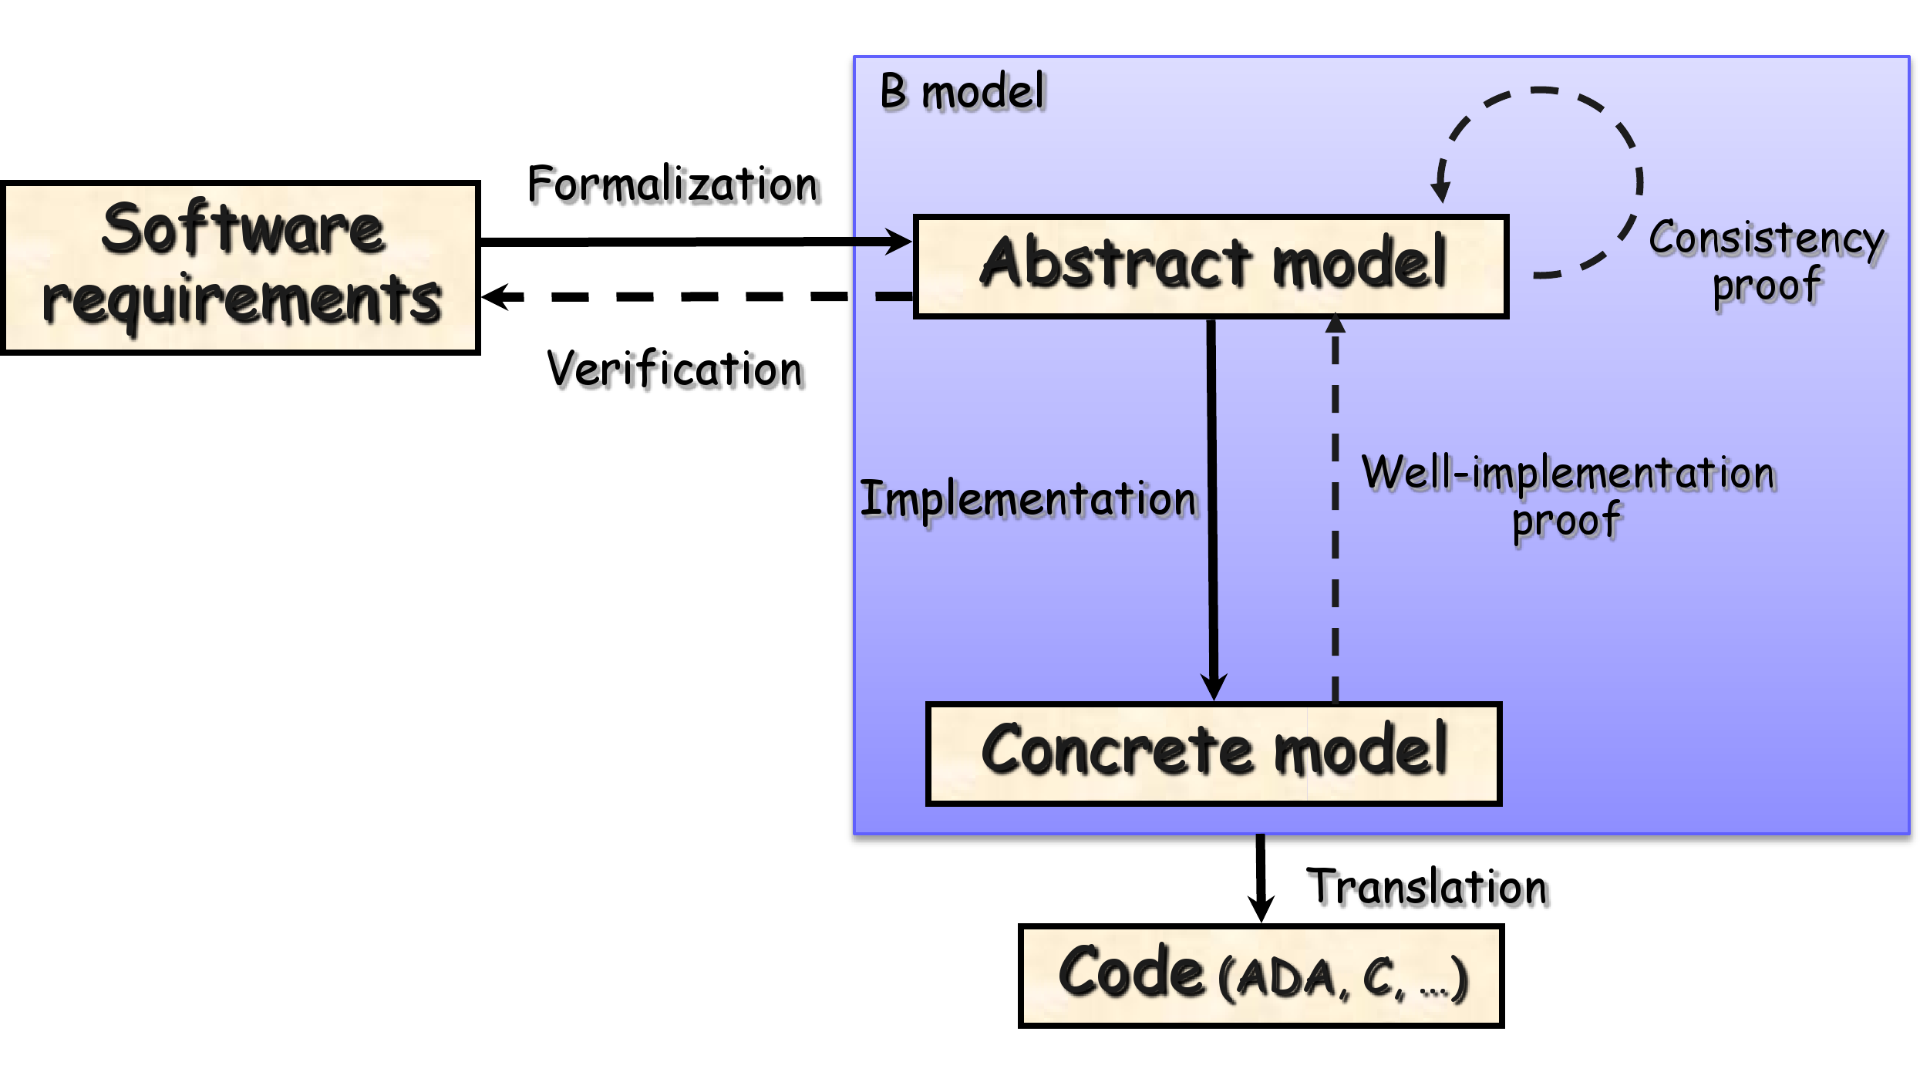 B model
Formalization
Software
requirements
Abstract model
Consistency
proof
Verification
Implementation
Well-implementation
proof
Concrete model
Translation
Code (ADA, C, ...)